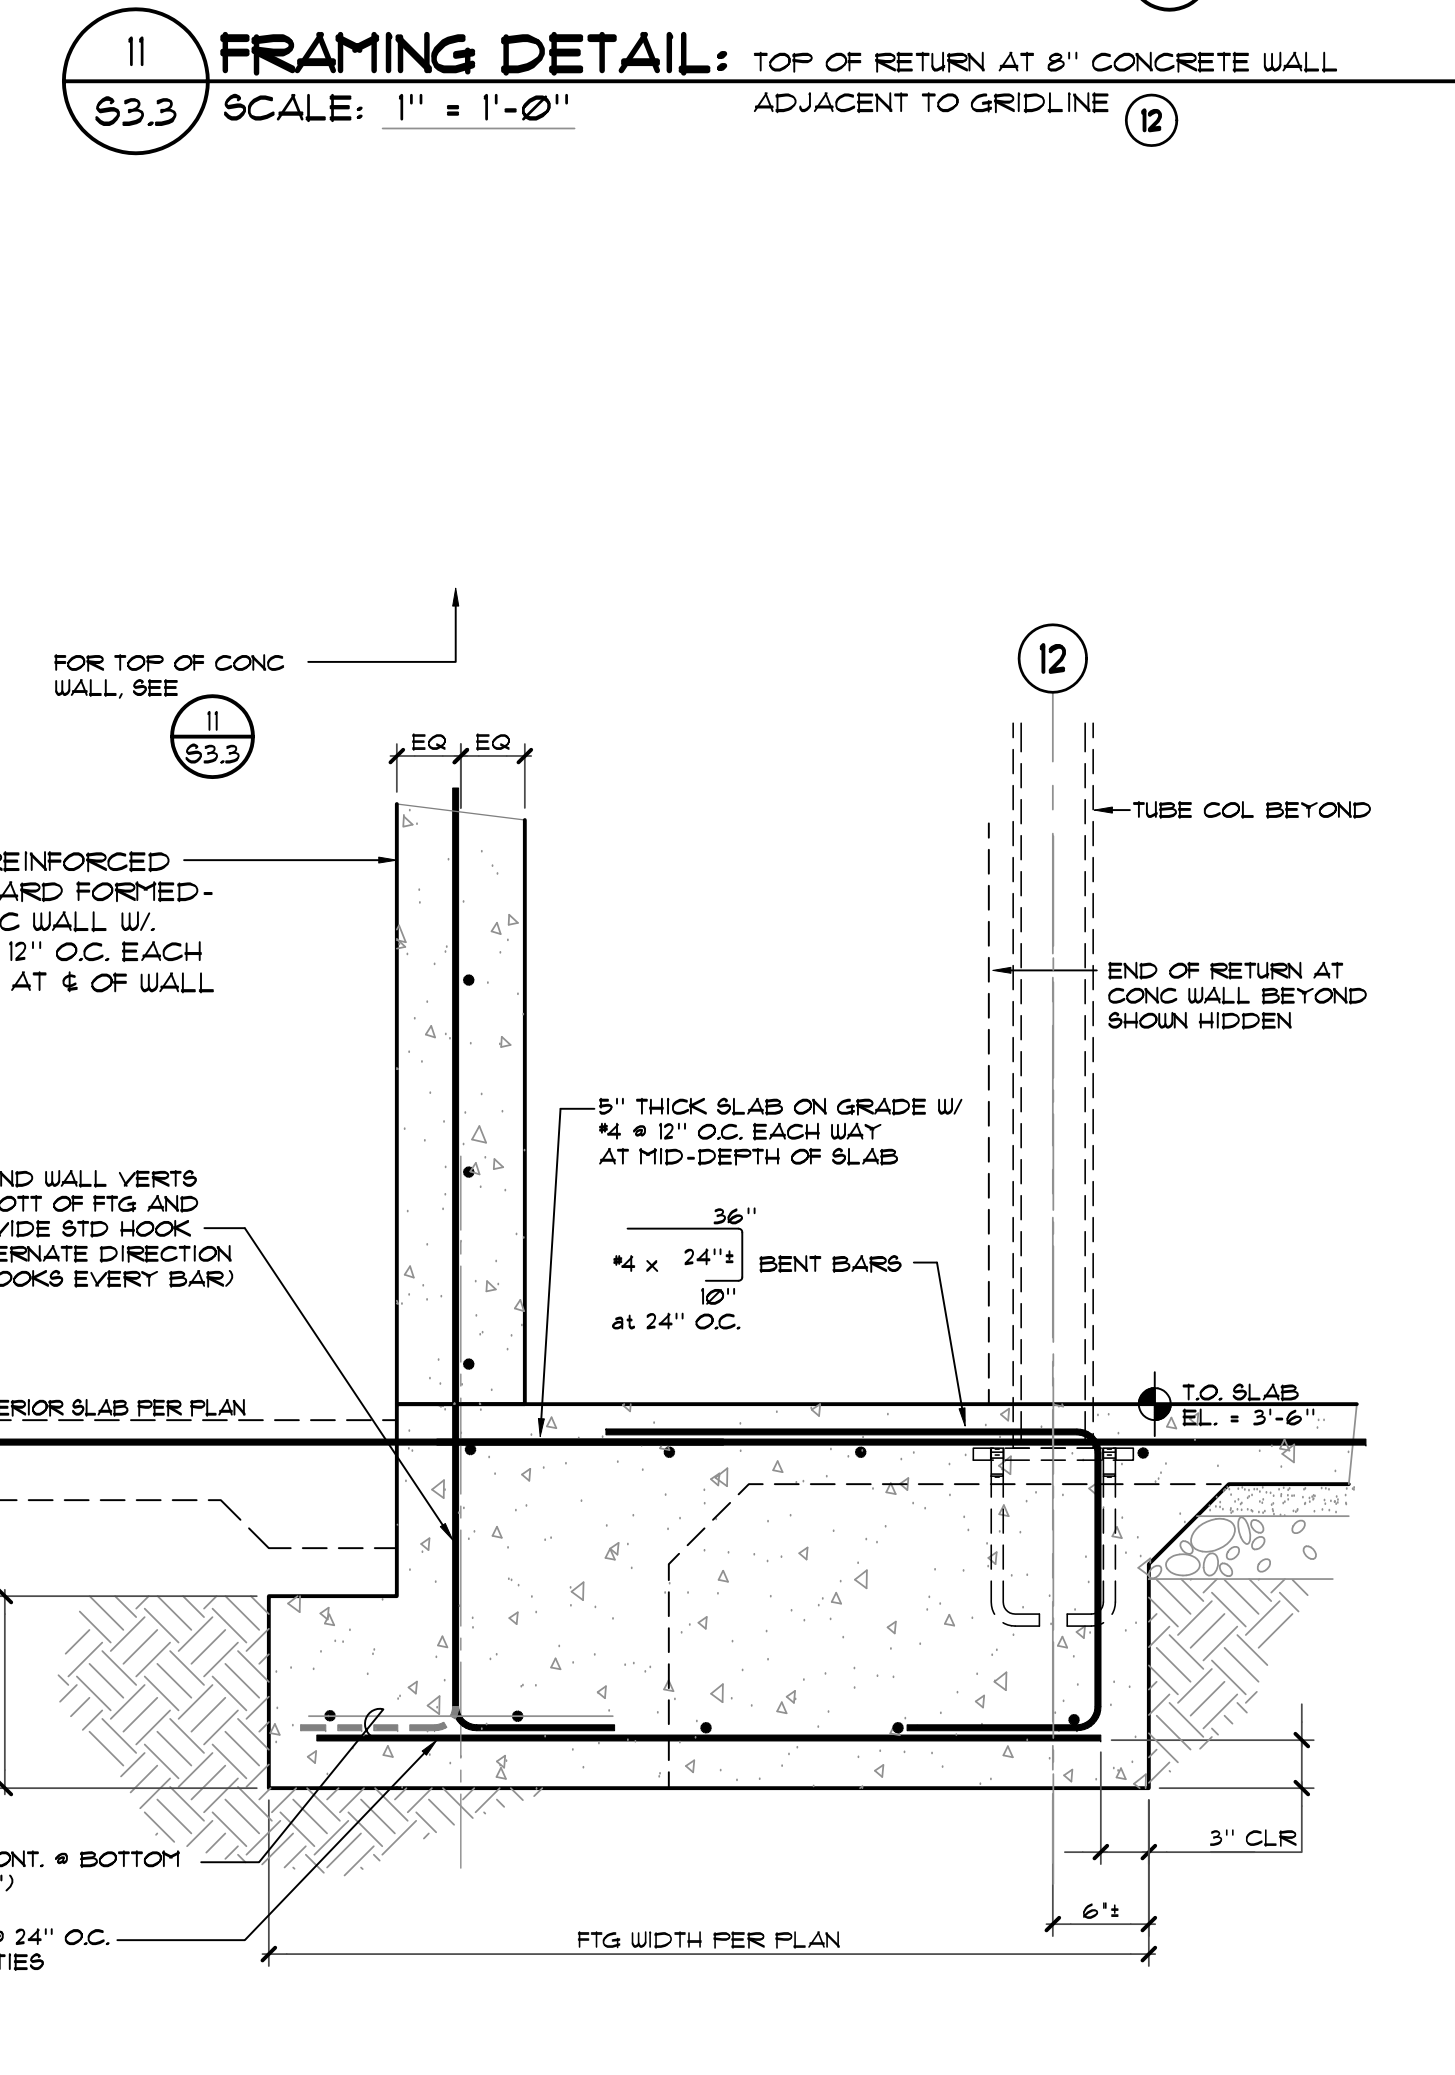 11
S3.3
FRAMING DETAIL:
SCALE: 1" = 1'-0"
TOP OF RETURN AT 8" CONCRETE WALL
ADJACENT TO GRIDLINE 12
FOR TOP OF CONC
WALL, SEE
11
S3.3
EQ EQ
12
TUBE COL BEYOND
REINFORCED
ARD FORMED-
C WALL W/.
12" O.C. EACH
AT ℄ OF WALL
END OF RETURN AT
CONC WALL BEYOND
SHOWN HIDDEN
5" THICK SLAB ON GRADE W/
#4 @ 12" O.C. EACH WAY
AT MID-DEPTH OF SLAB
ND WALL VERTS
OTT OF FTG AND
VIDE STD HOOK
ERNATE DIRECTION
OOKS EVERY BAR)
36"
#4 x 24"± BENT BARS
10"
at 24" O.C.
ERIOR SLAB PER PLAN
T.O. SLAB
EL. = 3'-6"
ONT. @ BOTTOM
")
3" CLR
6"±
@ 24" O.C.
TIES
FTG WIDTH PER PLAN